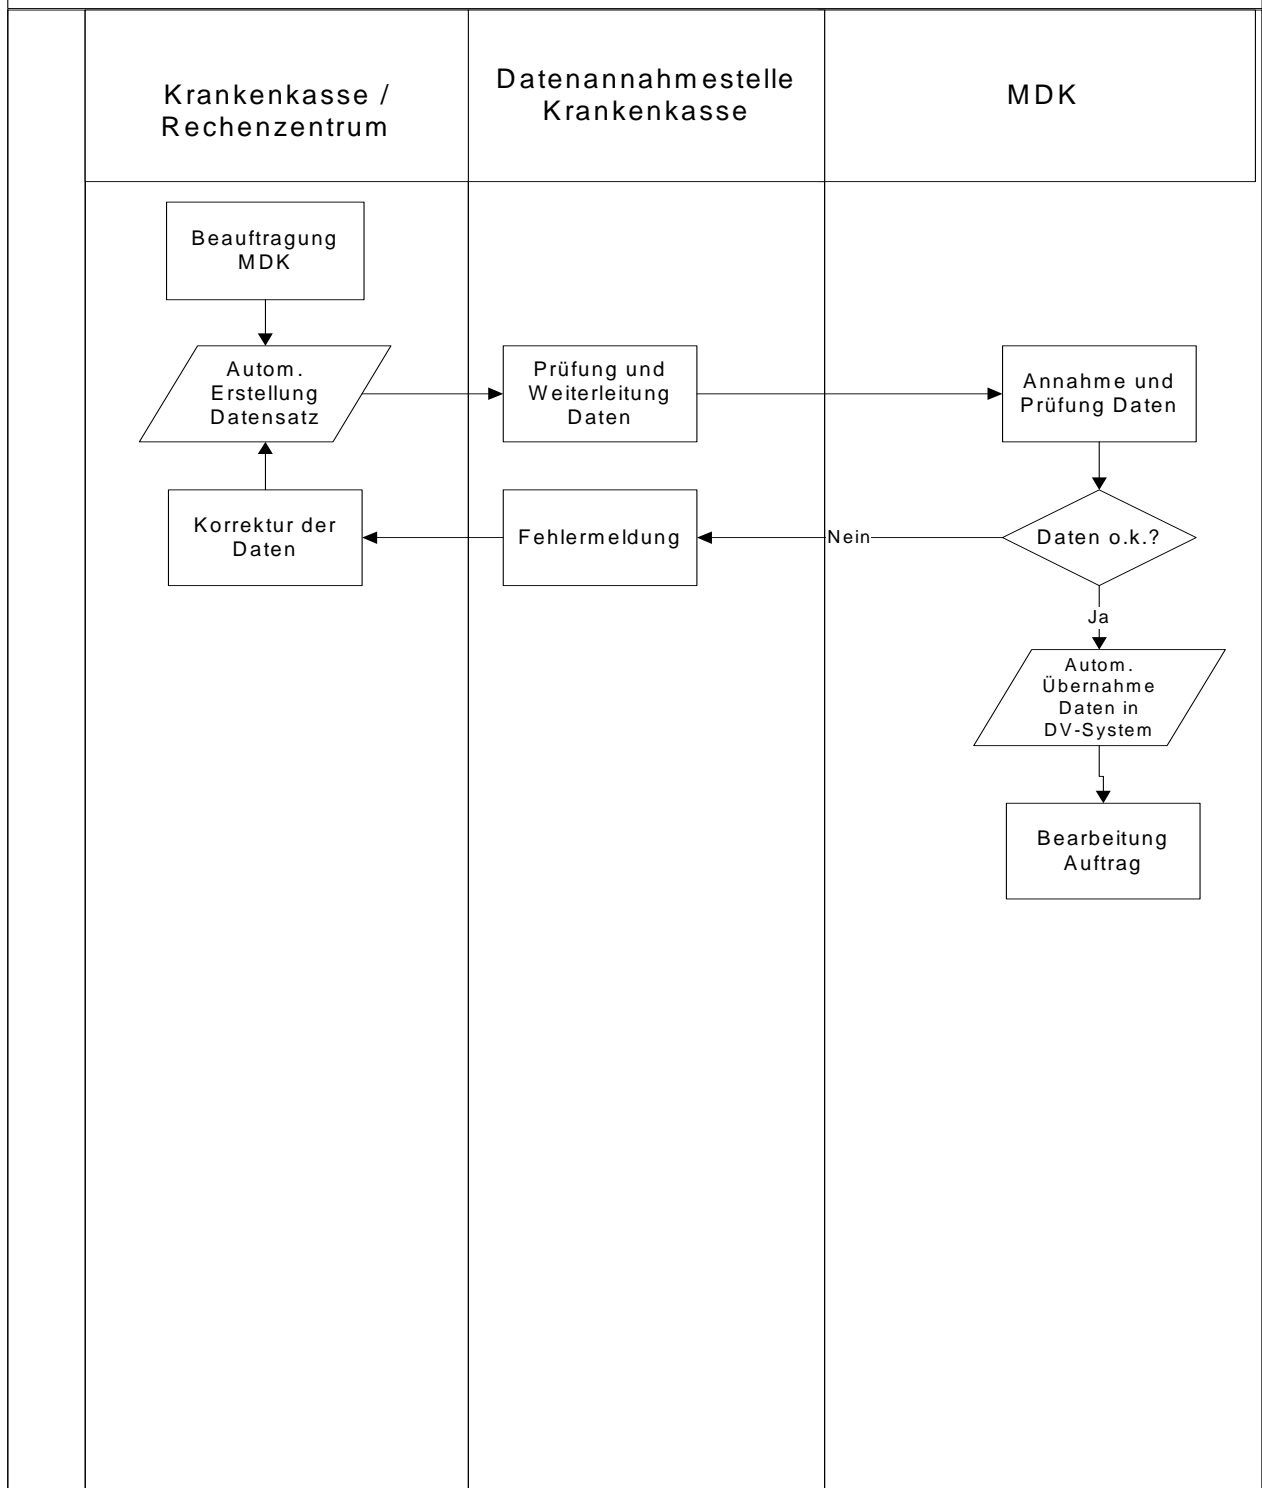 Krankenkasse /
Rechenzentrum
Datenannahmestelle
Krankenkasse
MDK
Beauftragung
MDK
Autom.
Erstellung
Datensatz
Prüfung und
Weiterleitung
Daten
Annahme und
Prüfung Daten
Korrektur der
Daten
Fehlermeldung
Nein
Daten o.k.?
Ja
Autom.
Übernahme
Daten in
DV-System
Bearbeitung
Auftrag